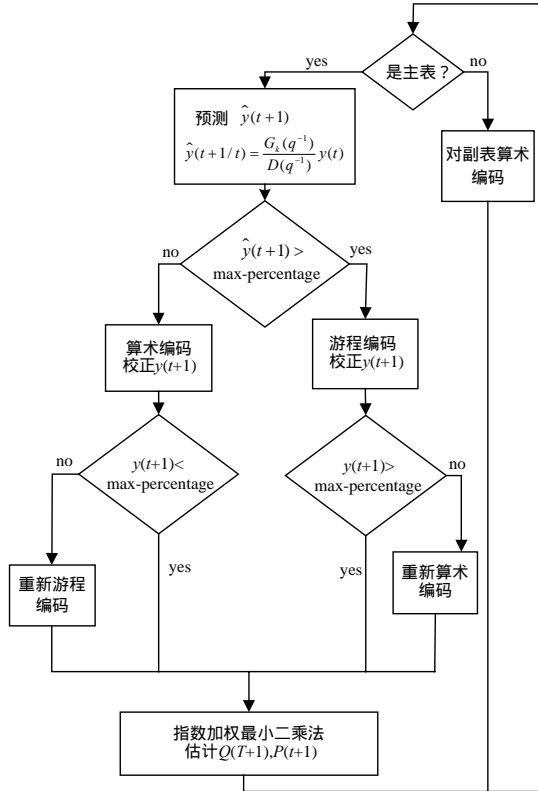 是主表？
yes
no
预测 ŷ(t+1)
ŷ(t+1/t)=G_k(q^{-1})/D(q^{-1}) y(t)
对副表算术
编码
ŷ(t+1)>
max-percentage
no
yes
算术编码
校正y(t+1)
游程编码
校正y(t+1)
y(t+1)<
max-percentage
y(t+1)>
max-percentage
no
no
yes
yes
重新游程
编码
重新算术
编码
指数加权最小二乘法
估计Q(T+1),P(t+1)